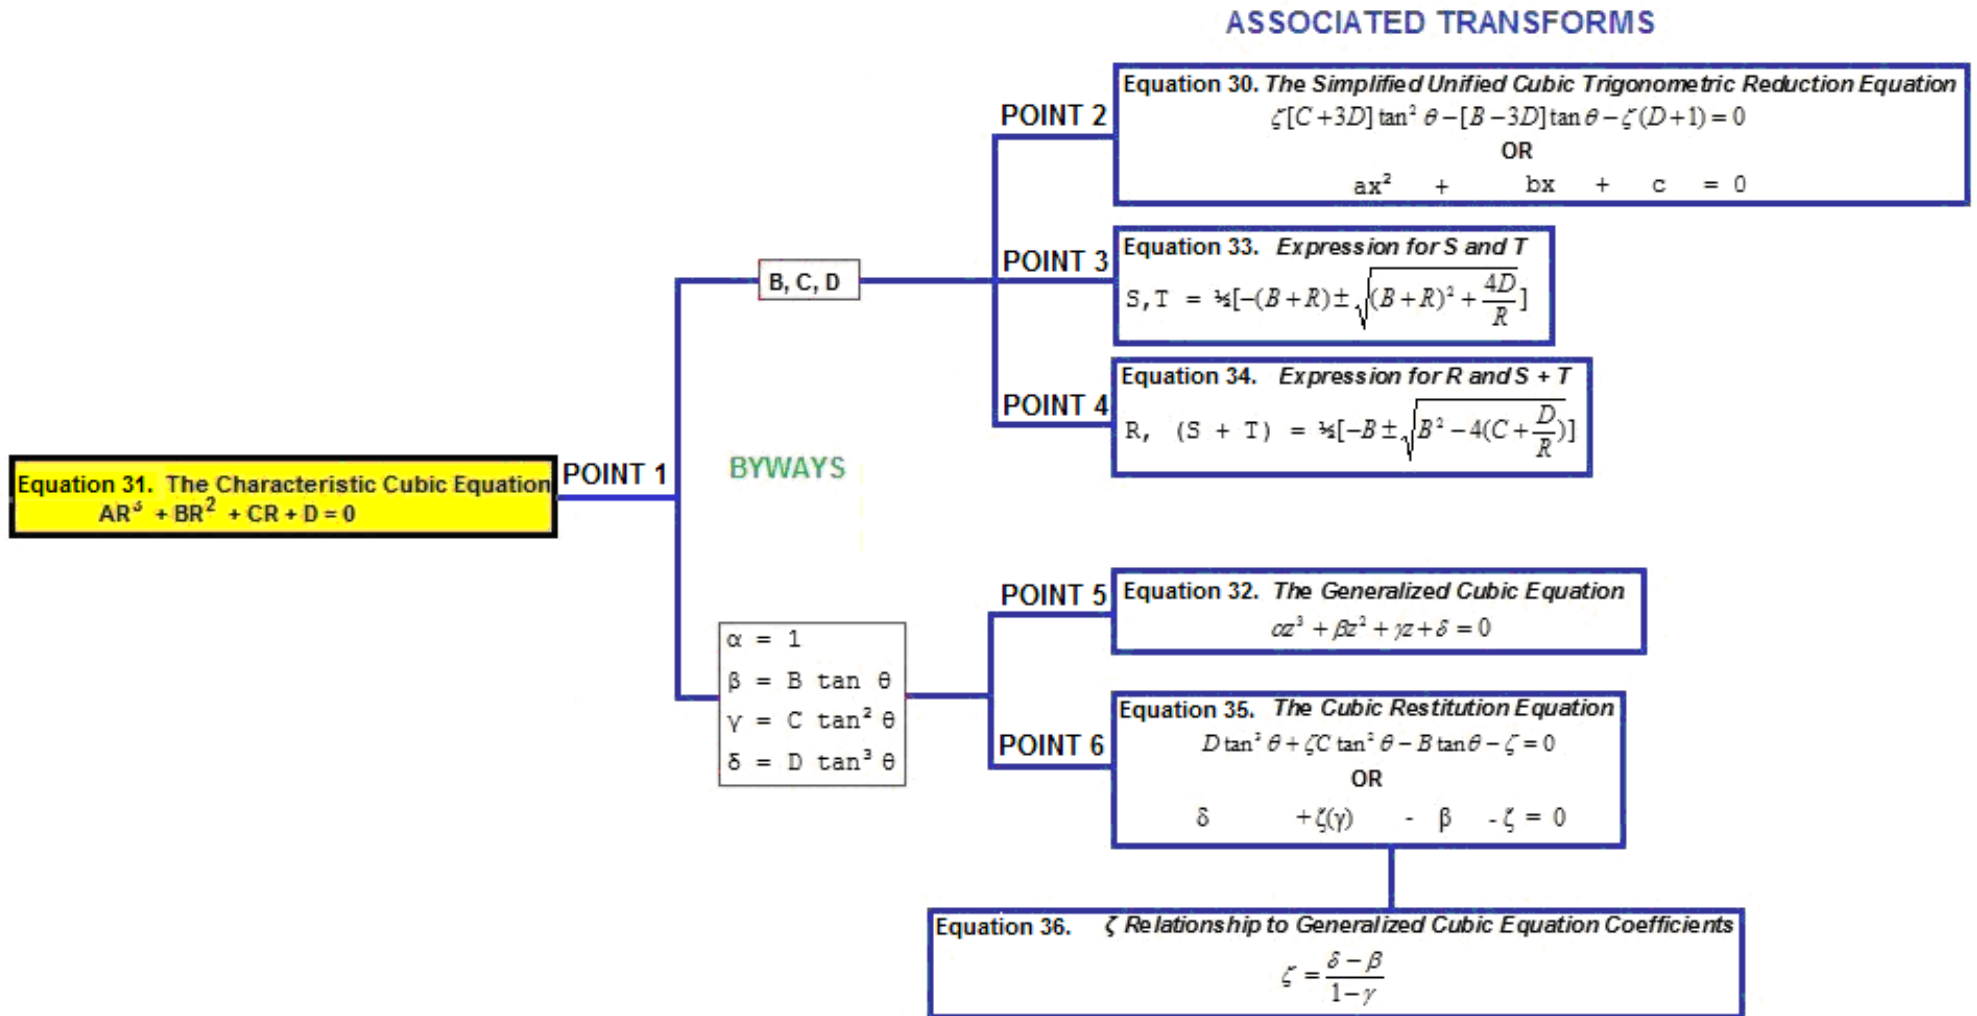 ASSOCIATED TRANSFORMS
POINT 2
Equation 30. The Simplified Unified Cubic Trigonometric Reduction Equation
ζ[C+3D] tan² θ−[B−3D] tan θ−ζ(D+1) = 0
OR
ax² + bx + c = 0
POINT 3
Equation 33. Expression for S and T
S,T = ½[−(B+R)±√((B+R)²+4D/R)]
B, C, D
POINT 4
Equation 34. Expression for R and S + T
R, (S + T) = ½[−B±√(B²−4(C+D/R))]
BYWAYS
POINT 1
Equation 31. The Characteristic Cubic Equation
AR³ + BR² + CR + D = 0
POINT 5
Equation 32. The Generalized Cubic Equation
αz³ + βz² + γz + δ = 0
α = 1
β = B tan θ
γ = C tan² θ
δ = D tan³ θ
POINT 6
Equation 35. The Cubic Restitution Equation
D tan³ θ + ζC tan² θ − B tan θ − ζ = 0
OR
δ +ζ(γ) - β -ζ = 0
Equation 36. ζ Relationship to Generalized Cubic Equation Coefficients
ζ = (δ − β)/(1 − γ)